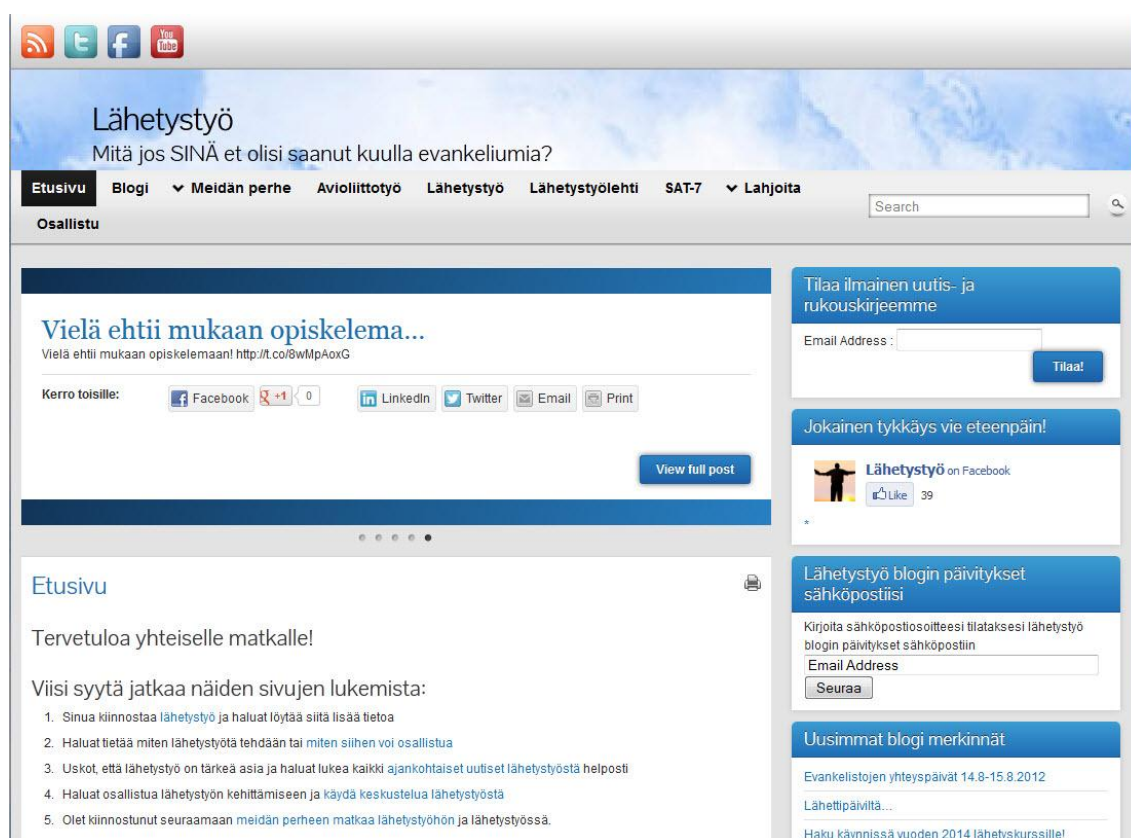 You
Tube
Lähetystyö
Mitä jos SINÄ et olisi saanut kuulla evankeliumia?
Etusivu Blogi Meidän perhe Avioliittotyö Lähetystyö Lähetystyölehti SAT-7 Lahjoita
Osallistu
Search
Vielä ehtii mukaan opiskelema...
Vielä ehtii mukaan opiskelemaan! http://t.co/8wMpAoxG
Kerro toisille: Facebook +1 0 LinkedIn Twitter Email Print
View full post
Etusivu
Tervetuloa yhteiselle matkalle!
Viisi syytä jatkaa näiden sivujen lukemista:
1. Sinua kiinnostaa lähetystyö ja haluat löytää siitä lisää tietoa
2. Haluat tietää miten lähetystyötä tehdään tai miten siihen voi osallistua
3. Uskot, että lähetystyö on tärkeä asia ja haluat lukea kaikki ajankohtaiset uutiset lähetystyöstä helposti
4. Haluat osallistua lähetystyön kehittämiseen ja käydä keskustelua lähetystyöstä
5. Olet kiinnostunut seuraamaan meidän perheen matkaa lähetystyöhön ja lähetystyössä.
Tilaa ilmainen uutis- ja
rukouskirjeemme
Email Address :
Tilaa!
Jokainen tykkäys vie eteenpäin!
Lähetystyö on Facebook
Like 39
*
Lähetystyö blogin päivitykset
sähköpostiisi
Kirjoita sähköpostiosoitteesi tilataksesi lähetystyö
blogin päivitykset sähköpostiin
Email Address
Seuraa
Uusimmat blogi merkinnät
Evankelistojen yhteyspäivät 14.8-15.8.2012
Lähettipäiviltä...
Haku käynnissä vuoden 2014 lähetyskurssille!